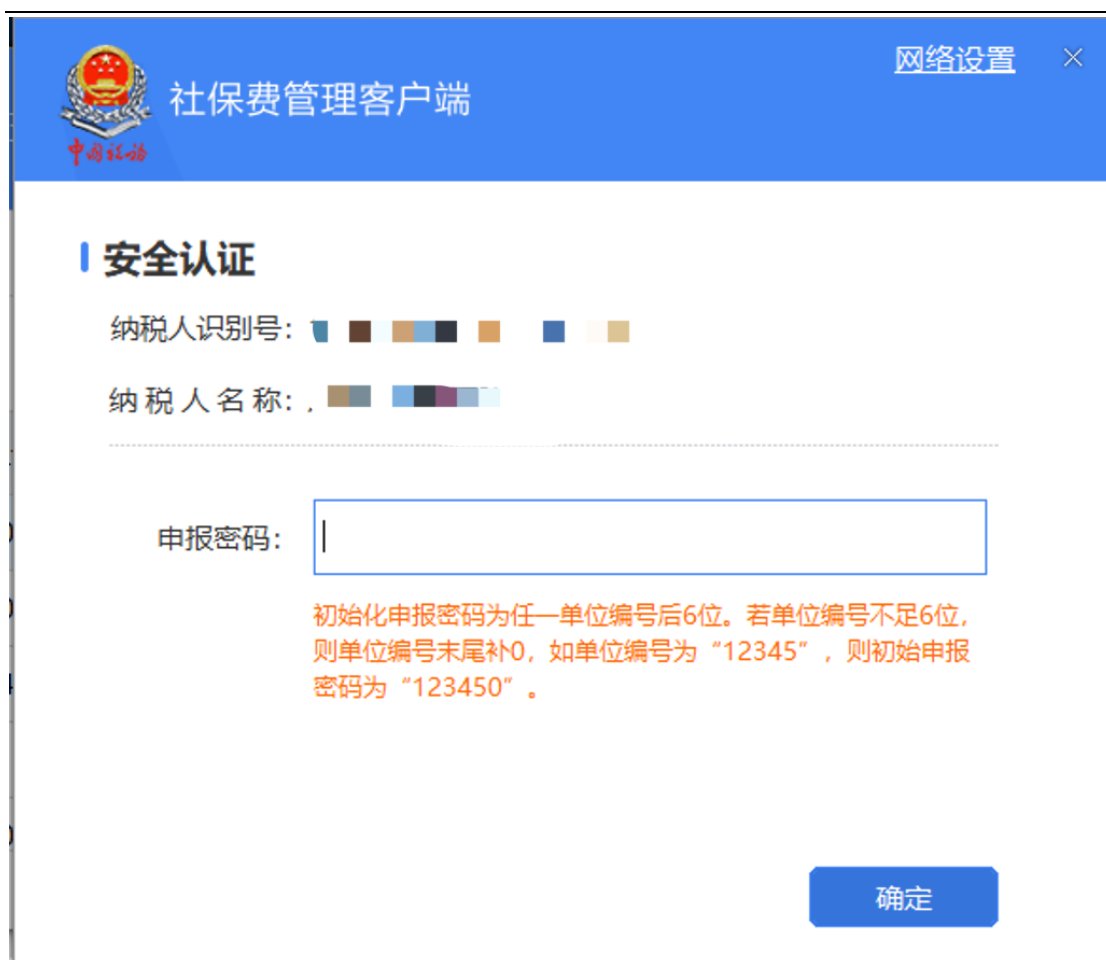 网络设置
社保费管理客户端
中国税务
安全认证
纳税人识别号：
纳税人名称：
申报密码：
初始化申报密码为任一单位编号后6位。若单位编号不足6位，
则单位编号末尾补0，如单位编号为“12345”，则初始申报
密码为“123450”。
确定